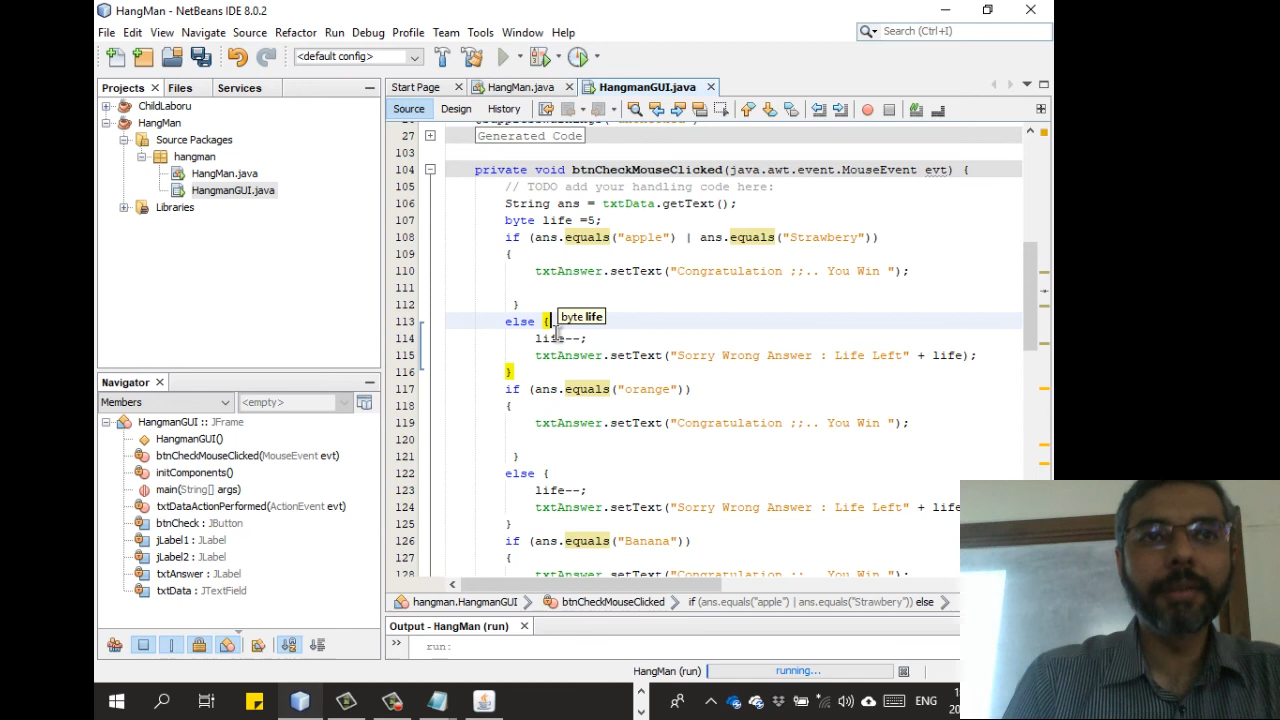 HangMan - NetBeans IDE 8.0.2
File Edit View Navigate Source Refactor Run Debug Profile Team Tools Window Help
Search (Ctrl+I)
<default config>
Projects Files Services
Start Page HangMan.java HangmanGUI.java
Source Design History
ChildLaboru
HangMan
Source Packages
hangman
HangMan.java
HangmanGUI.java
Libraries
Navigator
Members <empty>
HangmanGUI :: JFrame
HangmanGUI()
btnCheckMouseClicked(MouseEvent evt)
initComponents()
main(String[] args)
txtDataActionPerformed(ActionEvent evt)
btnCheck : JButton
jLabel1 : JLabel
jLabel2 : JLabel
txtAnswer : JLabel
txtData : JTextField
27 Generated Code
103
104 private void btnCheckMouseClicked(java.awt.event.MouseEvent evt) {
105 // TODO add your handling code here:
106 String ans = txtData.getText();
107 byte life =5;
108 if (ans.equals("apple") | ans.equals("Strawbery"))
109 {
110 txtAnswer.setText("Congratulation ;;.. You Win ");
111
112 }
113 else {
byte life
114 life--;
115 txtAnswer.setText("Sorry Wrong Answer : Life Left" + life);
116 }
117 if (ans.equals("orange"))
118 {
119 txtAnswer.setText("Congratulation ;;.. You Win ");
120
121 }
122 else {
123 life--;
124 txtAnswer.setText("Sorry Wrong Answer : Life Left" + life
125 }
126 if (ans.equals("Banana"))
127 {
128 txtAnswer.setText("Congratulation ;;.. You Win ");
hangman.HangmanGUI btnCheckMouseClicked if (ans.equals("apple") | ans.equals("Strawbery")) else
Output - HangMan (run)
run:
HangMan (run) running...
ENG